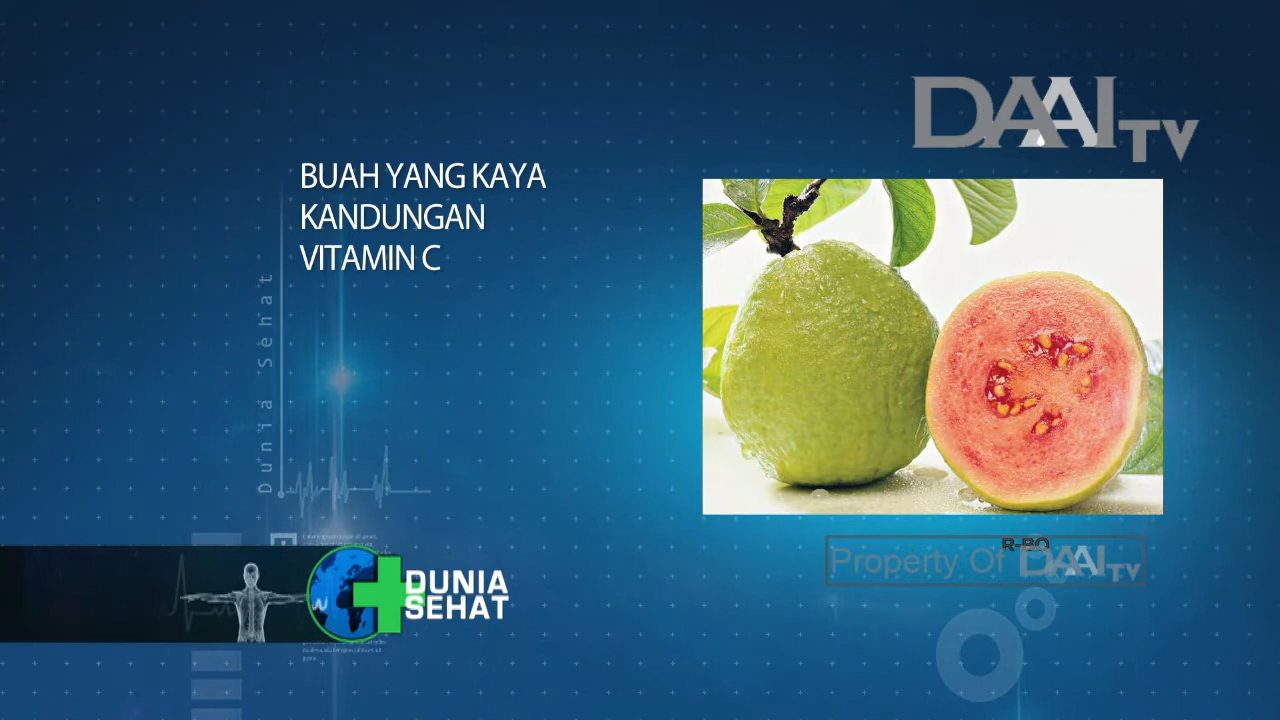 DAAI TV
BUAH YANG KAYA
KANDUNGAN
VITAMIN C
Dunia Sehat
R-BO
Property Of DAAI TV
DUNIA
SEHAT